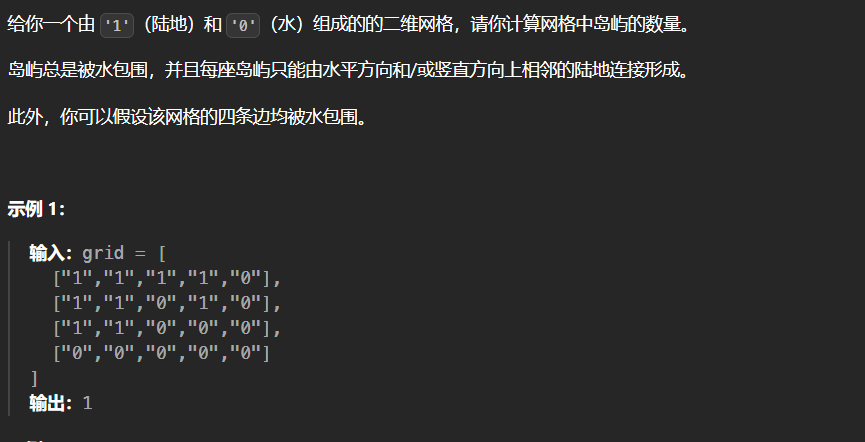 给你一个由 '1'（陆地）和 '0'（水）组成的的二维网格，请你计算网格中岛屿的数量。
岛屿总是被水包围，并且每座岛屿只能由水平方向和/或竖直方向上相邻的陆地连接形成。
此外，你可以假设该网格的四条边均被水包围。
示例 1：
输入：grid = [
["1","1","1","1","0"],
["1","1","0","1","0"],
["1","1","0","0","0"],
["0","0","0","0","0"]
]
输出：1